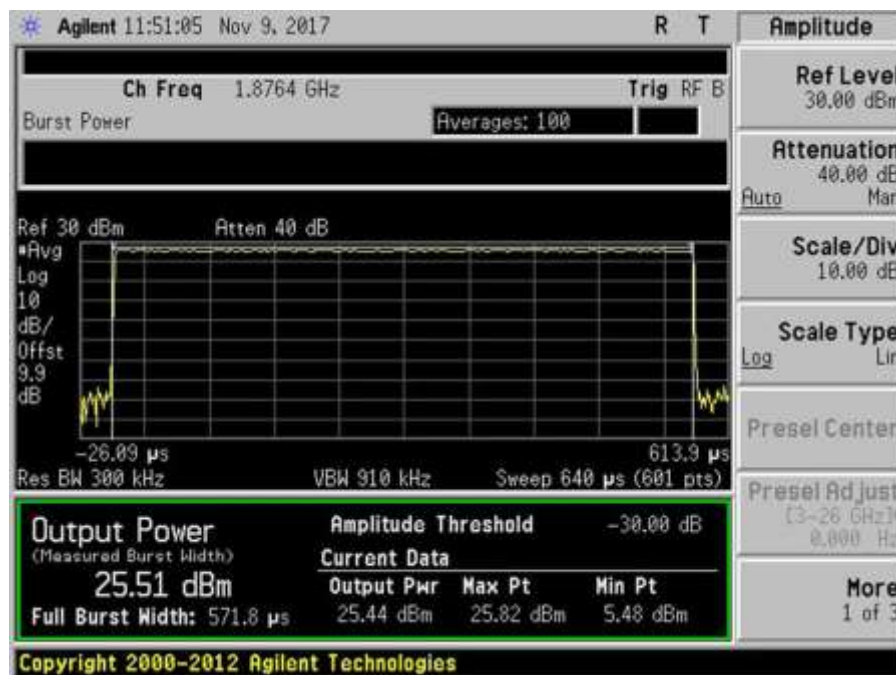 Agilent 11:51:05 Nov 9, 2017 R T
Amplitude
Ch Freq 1.8764 GHz Trig RF B
Burst Power Averages: 100
Ref Level
30.00 dBm
Attenuation
40.00 dB
Auto Man
Scale/Div
10.00 dB
Scale Type
Log Lin
Presel Center
Presel Adjust
0.000 Hz
More
1 of 3
Ref 30 dBm Atten 40 dB
*Avg
Log
10
dB/
Offst
9.9
dB
-26.09 µs 613.9 µs
Res BW 300 kHz VBW 910 kHz Sweep 640 µs (601 pts)
Output Power
(Measured Burst Width)
25.51 dBm
Full Burst Width: 571.8 µs
Amplitude Threshold -30.00 dB
Current Data
Output Pwr Max Pt Min Pt
25.44 dBm 25.82 dBm 5.48 dBm
Copyright 2000-2012 Agilent Technologies